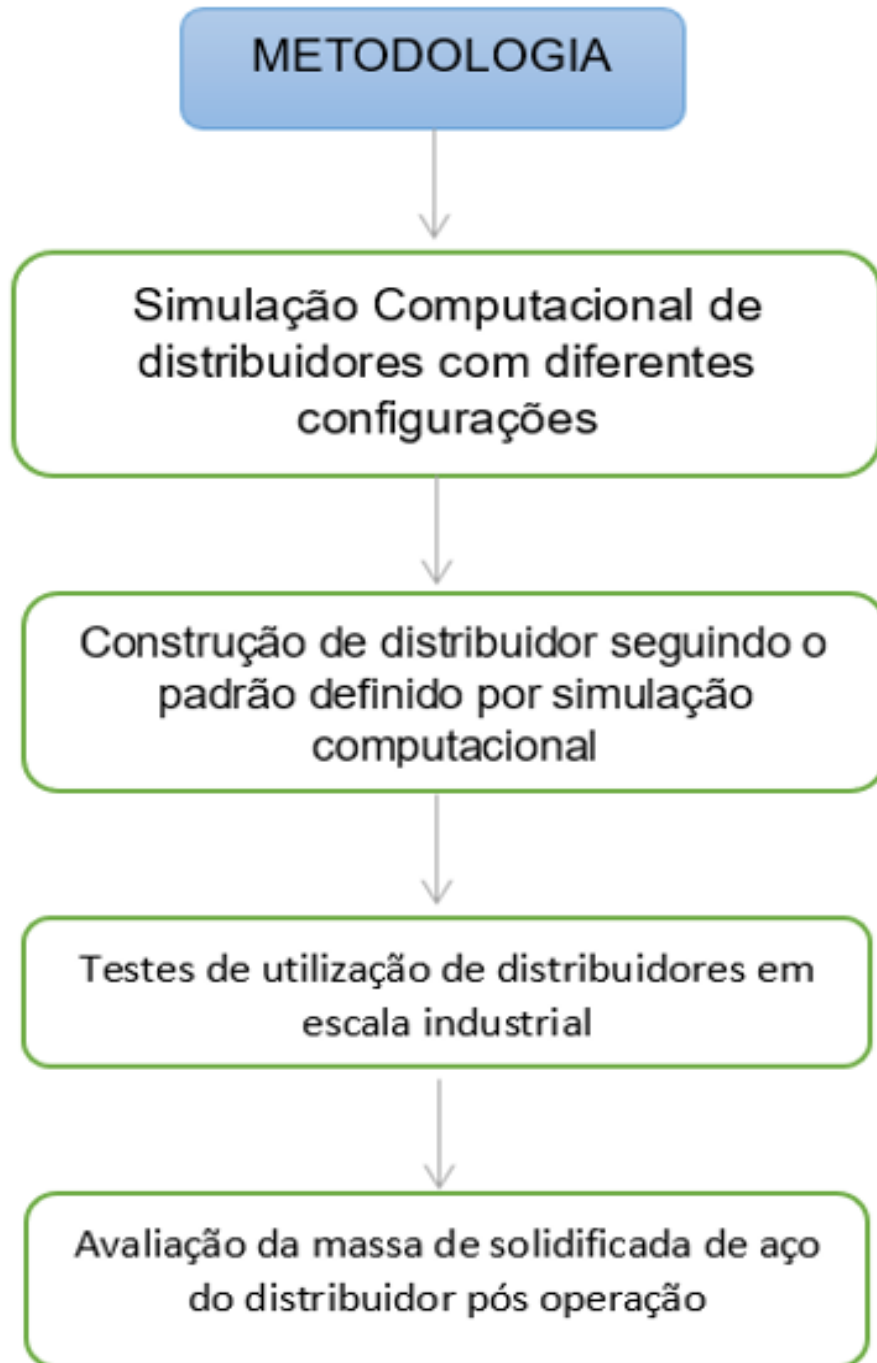 METODOLOGIA
Simulação Computacional de
distribuidores com diferentes
configurações
Construção de distribuidor seguindo o
padrão definido por simulação
computacional
Testes de utilização de distribuidores em
escala industrial
Avaliação da massa de solidificada de aço
do distribuidor pós operação